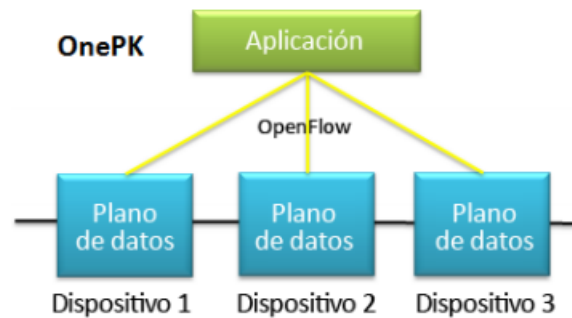 OnePK
Aplicación
OpenFlow
Plano
de datos
Plano
de datos
Plano
de datos
Dispositivo 1
Dispositivo 2
Dispositivo 3